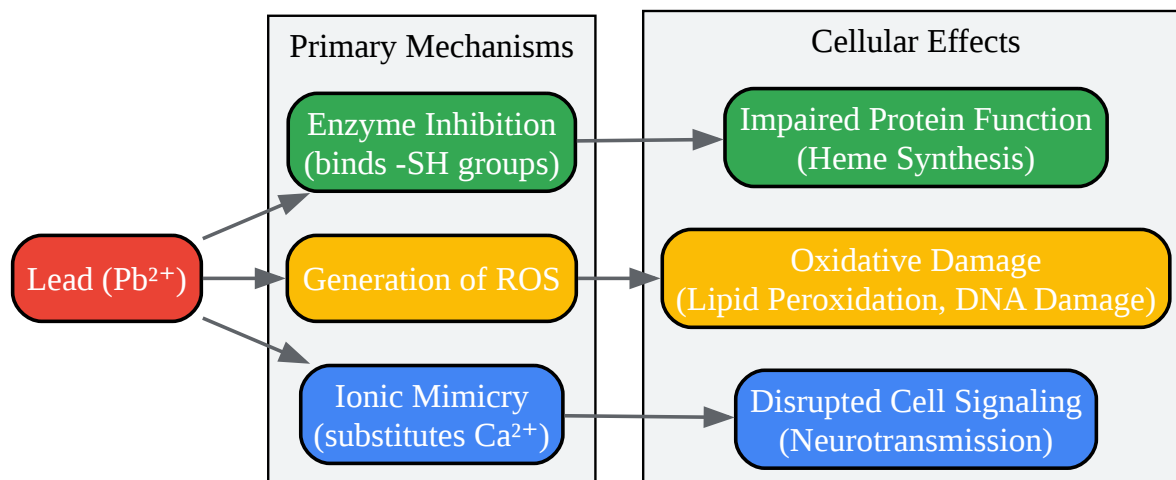 Primary Mechanisms
Cellular Effects
Enzyme Inhibition
(binds -SH groups)
Impaired Protein Function
(Heme Synthesis)
Lead (Pb²⁺)
Generation of ROS
Oxidative Damage
(Lipid Peroxidation, DNA Damage)
Ionic Mimicry
(substitutes Ca²⁺)
Disrupted Cell Signaling
(Neurotransmission)